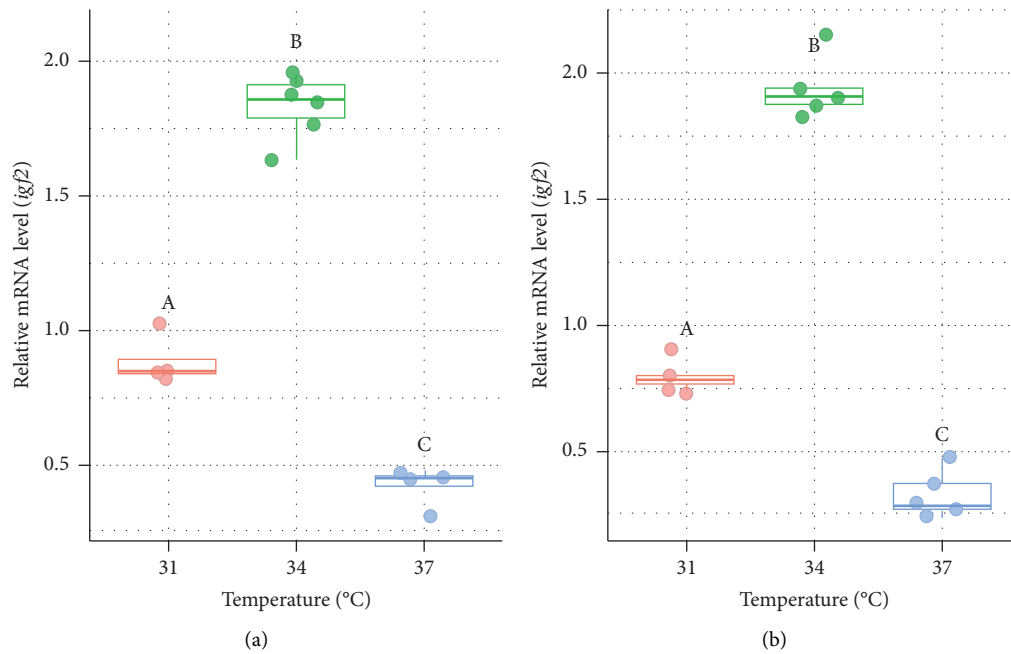 Relative mRNA level (igf2)
2.0
1.5
1.0
0.5
A
B
C
31
34
37
Temperature (°C)
(a)
Relative mRNA level (igf2)
2.0
1.5
1.0
0.5
A
B
C
31
34
37
Temperature (°C)
(b)